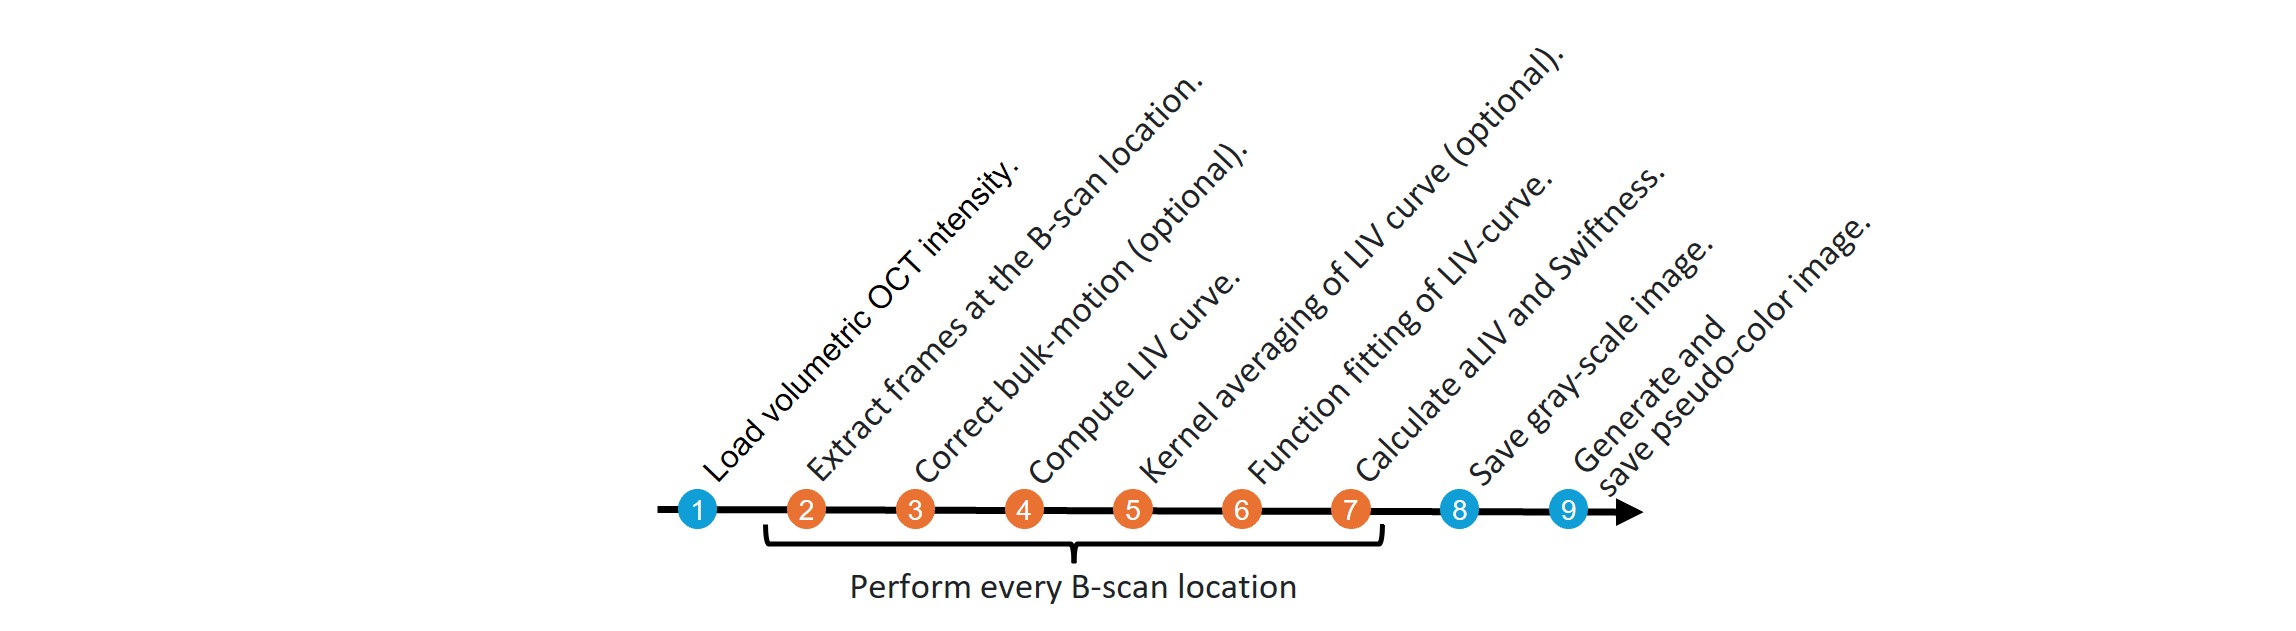 Load volumetric OCT intensity.
Extract frames at the B-scan location.
Correct bulk-motion (optional).
Compute LIV curve.
Kernel averaging of LIV curve (optional).
Function fitting of LIV-curve.
Calculate aLIV and Swiftness.
Save gray-scale image.
Generate and
save pseudo-color image.
1 2 3 4 5 6 7 8 9
Perform every B-scan location